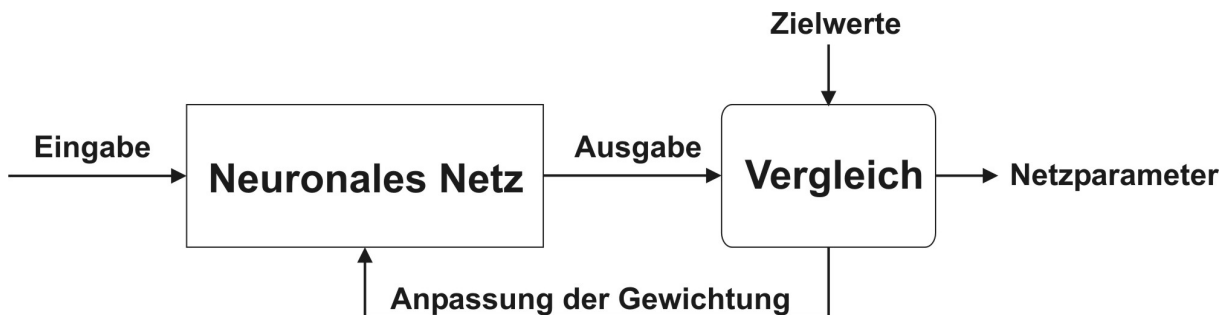 Zielwerte
Eingabe
Neuronales Netz
Ausgabe
Vergleich
Netzparameter
Anpassung der Gewichtung